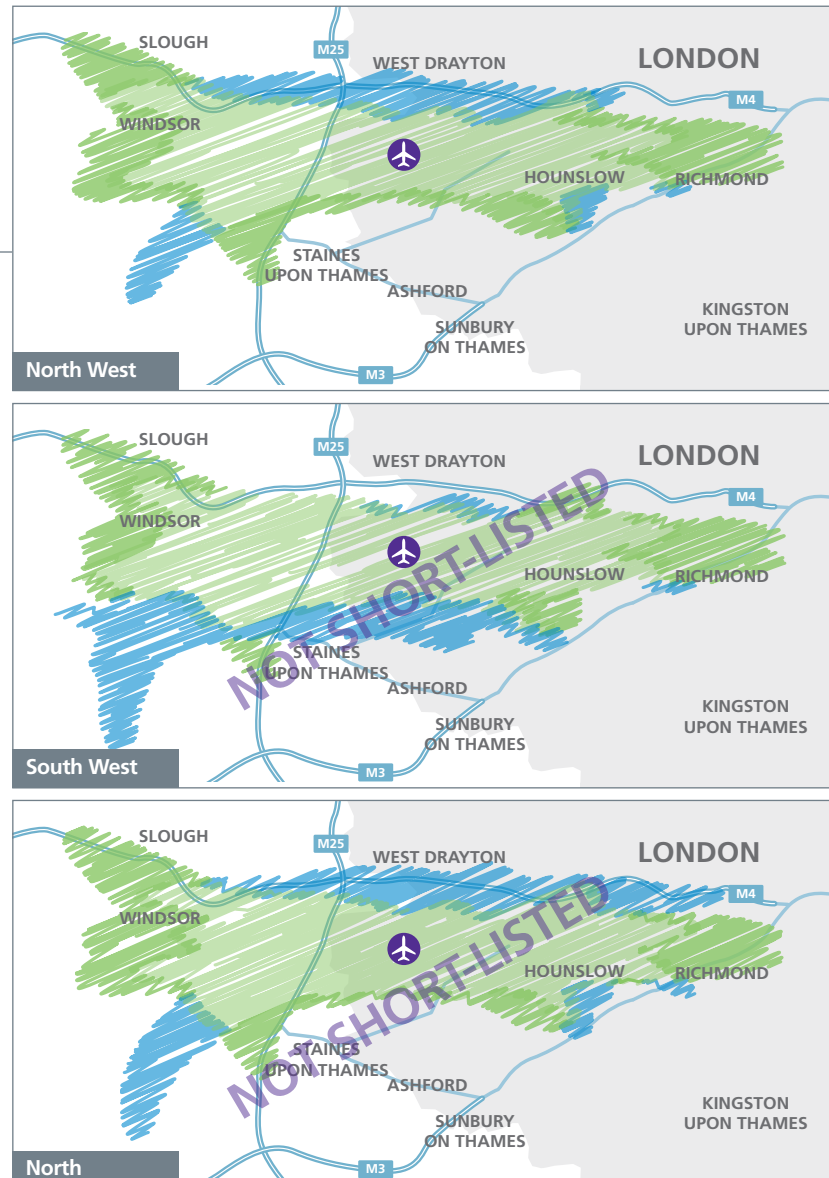 SLOUGH
M25
WEST DRAYTON
LONDON
M4
WINDSOR
HOUNSLOW
RICHMOND
STAINES
UPON THAMES
ASHFORD
KINGSTON
UPON THAMES
SUNBURY
ON THAMES
M3
North West
SLOUGH
M25
WEST DRAYTON
LONDON
M4
WINDSOR
NOT SHORT-LISTED
HOUNSLOW
RICHMOND
STAINES
UPON THAMES
ASHFORD
KINGSTON
UPON THAMES
SUNBURY
ON THAMES
South West
M3
SLOUGH
M25
WEST DRAYTON
LONDON
M4
WINDSOR
NOT SHORT-LISTED
HOUNSLOW
RICHMOND
STAINES
UPON THAMES
ASHFORD
KINGSTON
UPON THAMES
SUNBURY
ON THAMES
North
M3